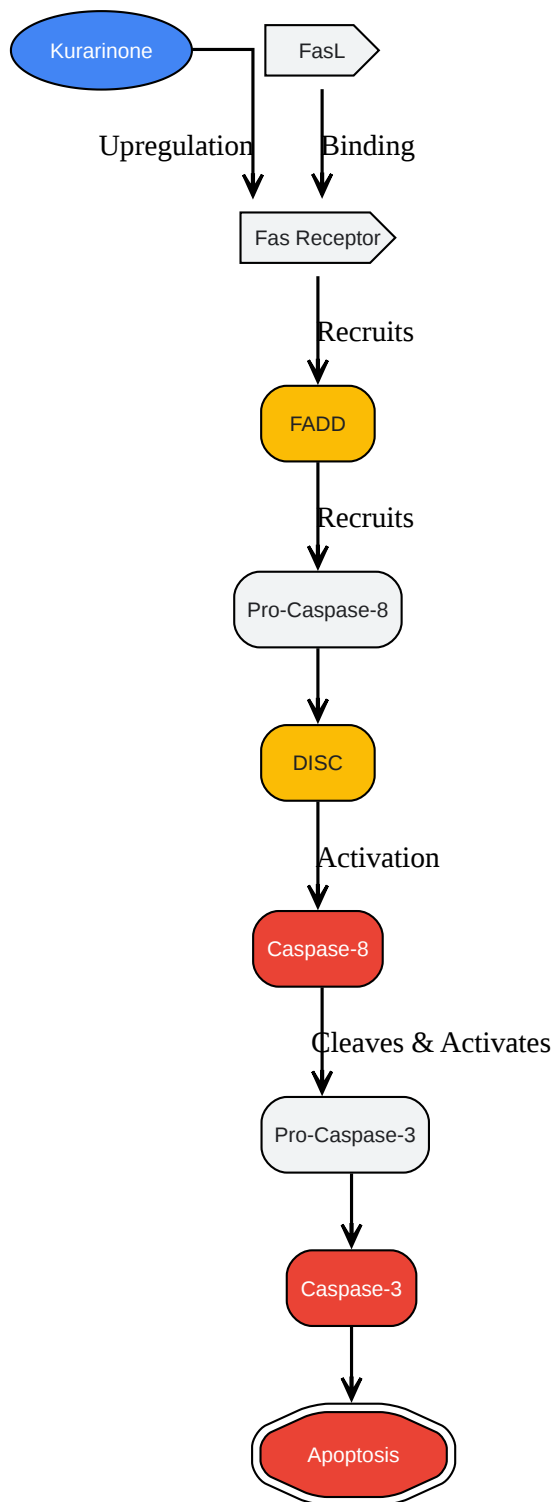 Kurarinone
FasL
Upregulation
Binding
Fas Receptor
Recruits
FADD
Recruits
Pro-Caspase-8
DISC
Activation
Caspase-8
Cleaves & Activates
Pro-Caspase-3
Caspase-3
Apoptosis